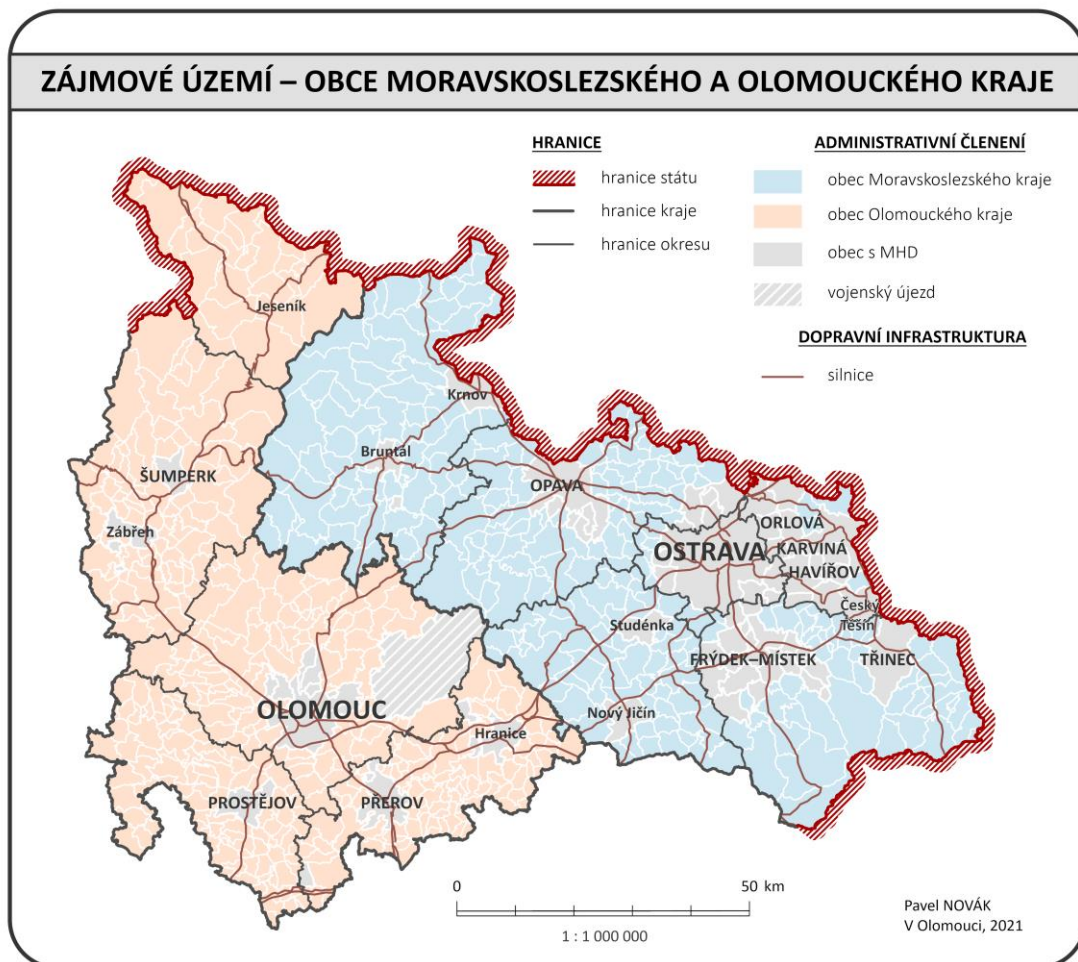 ZÁJMOVÉ ÚZEMÍ – OBCE MORAVSKOSLEZSKÉHO A OLOMOUCKÉHO KRAJE
HRANICE
hranice státu
hranice kraje
hranice okresu
ADMINISTRATIVNÍ ČLENENÍ
obec Moravskoslezského kraje
obec Olomouckého kraje
obec s MHD
vojenský újezd
DOPRAVNÍ INFRASTRUKTURA
silnice
Jeseník
Krnov
Bruntál
ŠUMPERK
OPAVA
Zábřeh
ORLOVÁ
OSTRAVA
KARVINÁ
HAVÍŘOV
Český
Těšín
Studénka
FRÝDEK–MÍSTEK
TŘINEC
OLOMOUC
Nový Jičín
Hranice
PROSTĚJOV
PŘEROV
0
50 km
1 : 1 000 000
Pavel NOVÁK
V Olomouci, 2021